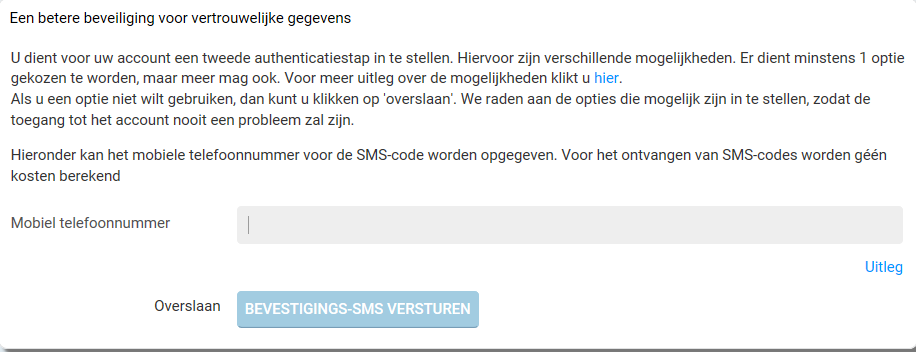 Een betere beveiliging voor vertrouwelijke gegevens
U dient voor uw account een tweede authenticatiestap in te stellen. Hiervoor zijn verschillende mogelijkheden. Er dient minstens 1 optie
gekozen te worden, maar meer mag ook. Voor meer uitleg over de mogelijkheden klikt u hier.
Als u een optie niet wilt gebruiken, dan kunt u klikken op 'overslaan'. We raden aan de opties die mogelijk zijn in te stellen, zodat de
toegang tot het account nooit een probleem zal zijn.
Hieronder kan het mobiele telefoonnummer voor de SMS-code worden opgegeven. Voor het ontvangen van SMS-codes worden géén
kosten berekend
Mobiel telefoonnummer
Uitleg
Overslaan BEVESTIGINGS-SMS VERSTUREN